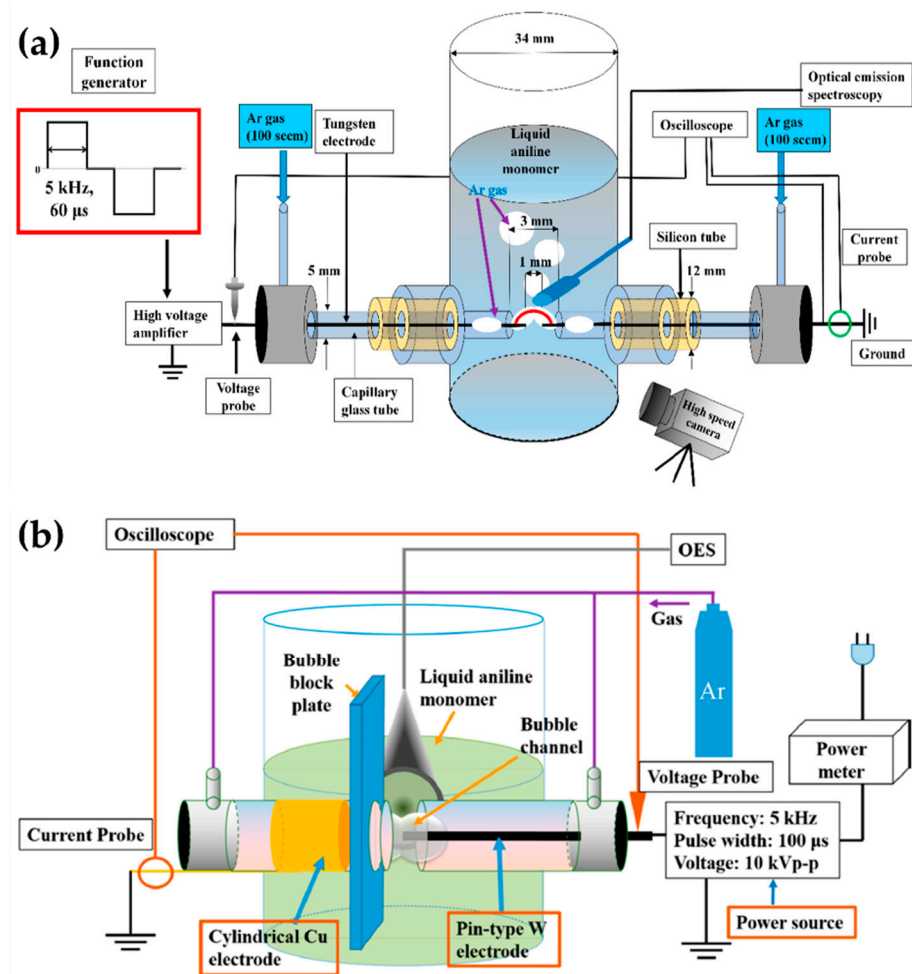 (a)
Function
generator
0
5 kHz,
60 μs
Ar gas
(100 sccm)
Tungsten
electrode
34 mm
Liquid
aniline
monomer
Ar gas
3 mm
1 mm
Optical emission
spectroscopy
Oscilloscope
Ar gas
(100 sccm)
Silicon tube
12 mm
Current
probe
5 mm
High voltage
amplifier
Voltage
probe
Capillary
glass tube
High speed
camera
Ground
(b)
Oscilloscope
OES
Gas
Bubble
block
plate
Liquid aniline
monomer
Bubble
channel
Ar
Voltage Probe
Power
meter
Current Probe
Frequency: 5 kHz
Pulse width: 100 μs
Voltage: 10 kVp-p
Cylindrical Cu
electrode
Pin-type W
electrode
Power source